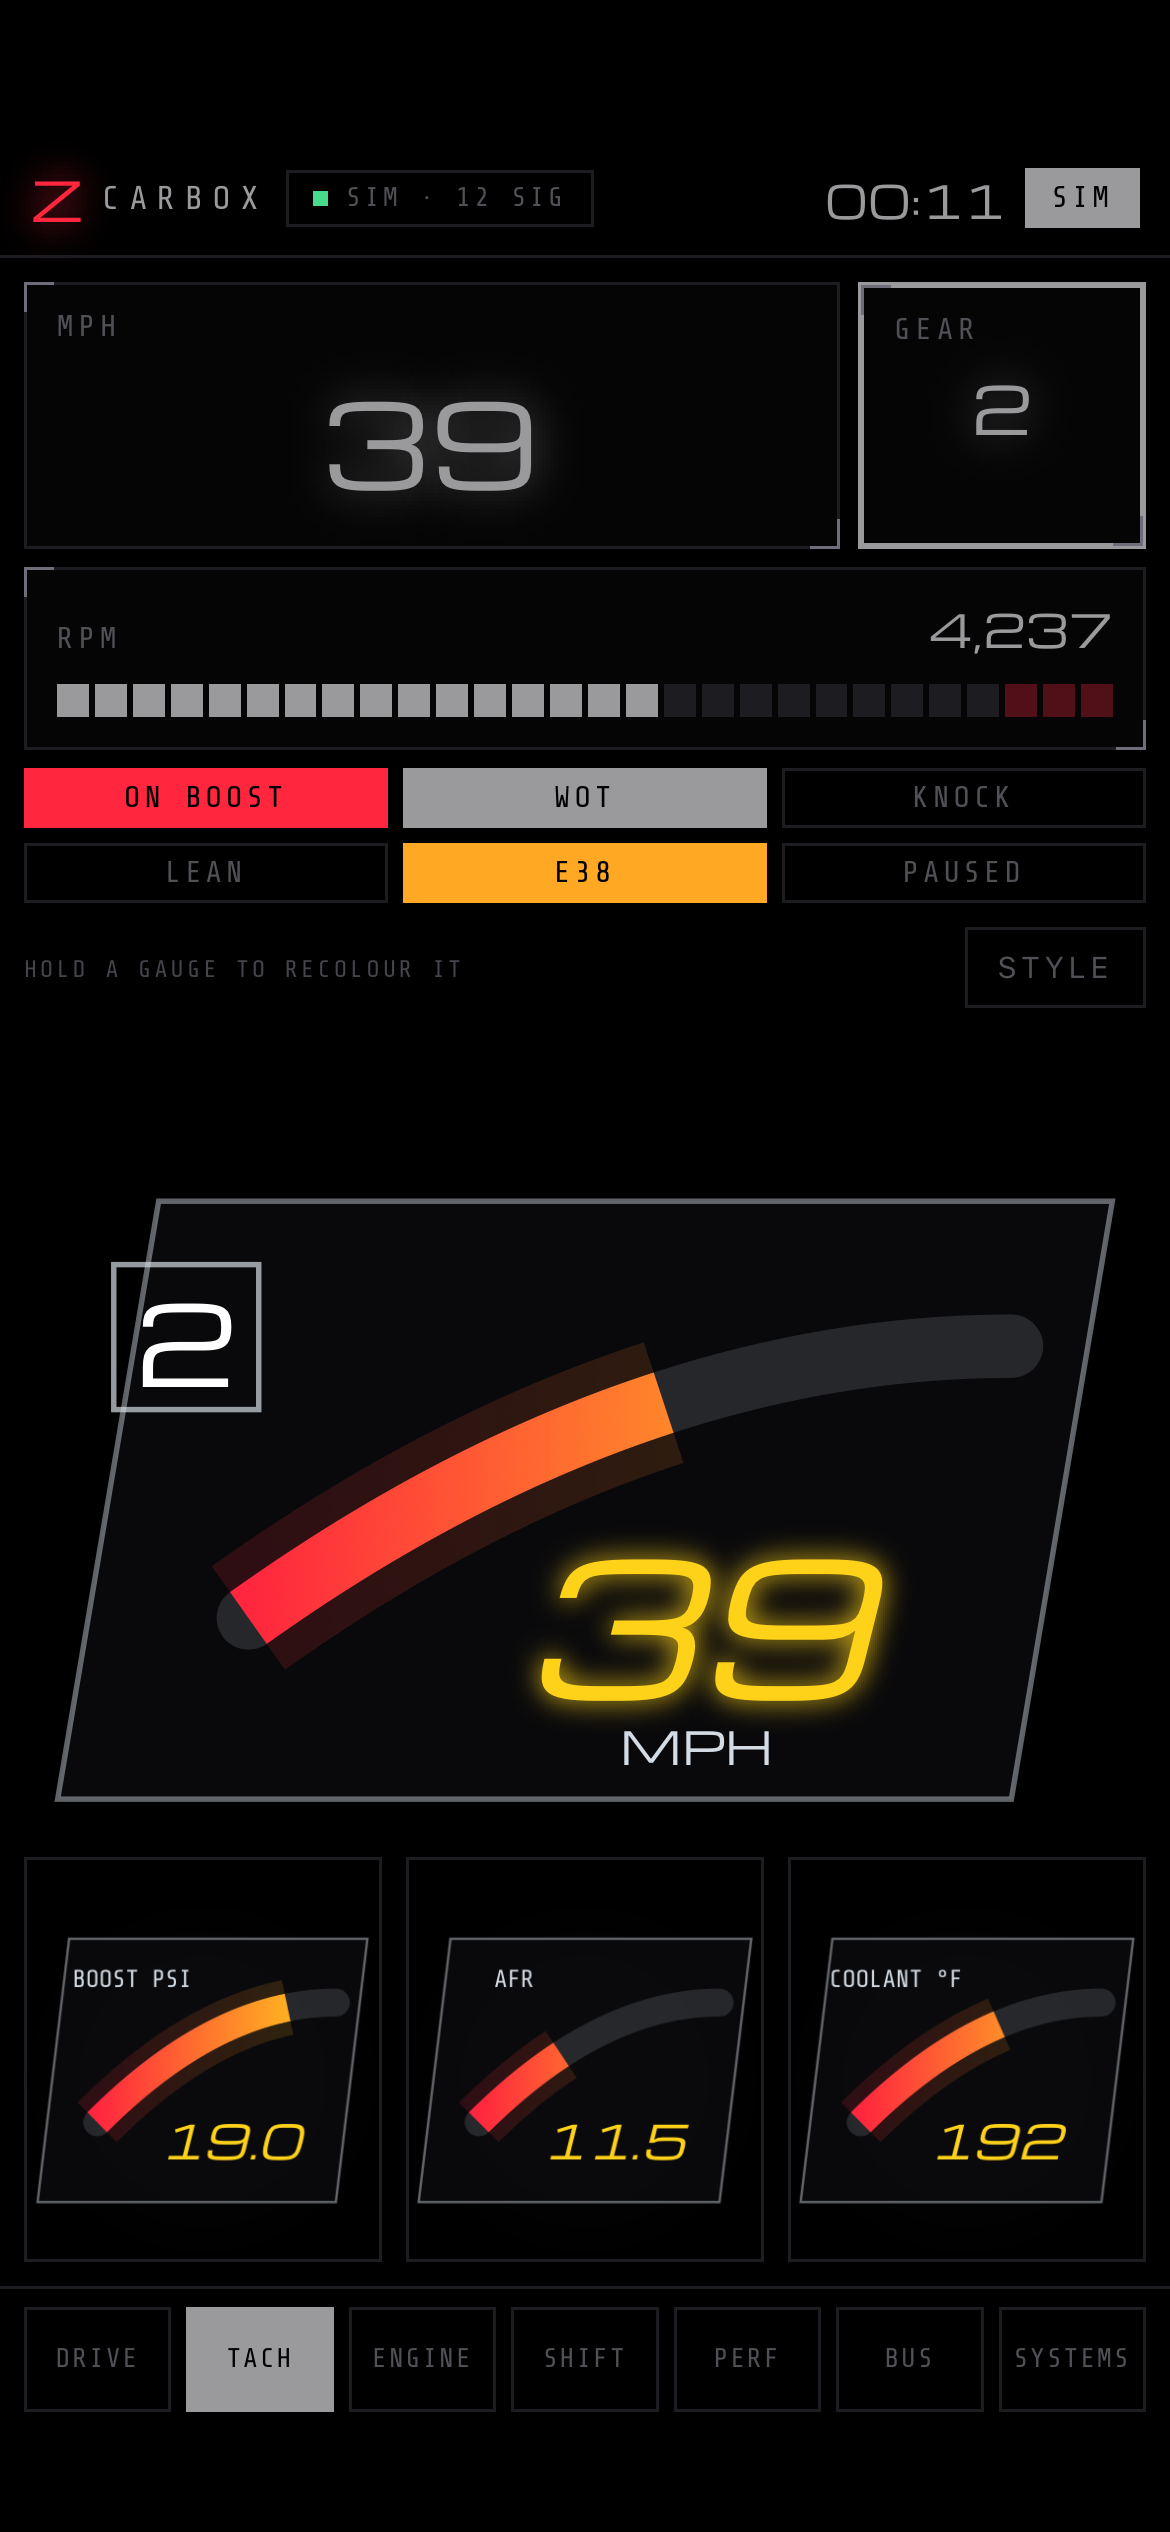 Z CARBOX SIM · 12 SIG 00:11 SIM
MPH
39
GEAR
2
RPM 4,237
ON BOOST WOT KNOCK
LEAN E38 PAUSED
HOLD A GAUGE TO RECOLOUR IT STYLE
2
39
MPH
BOOST PSI
19.0
AFR
11.5
COOLANT °F
192
DRIVE TACH ENGINE SHIFT PERF BUS SYSTEMS